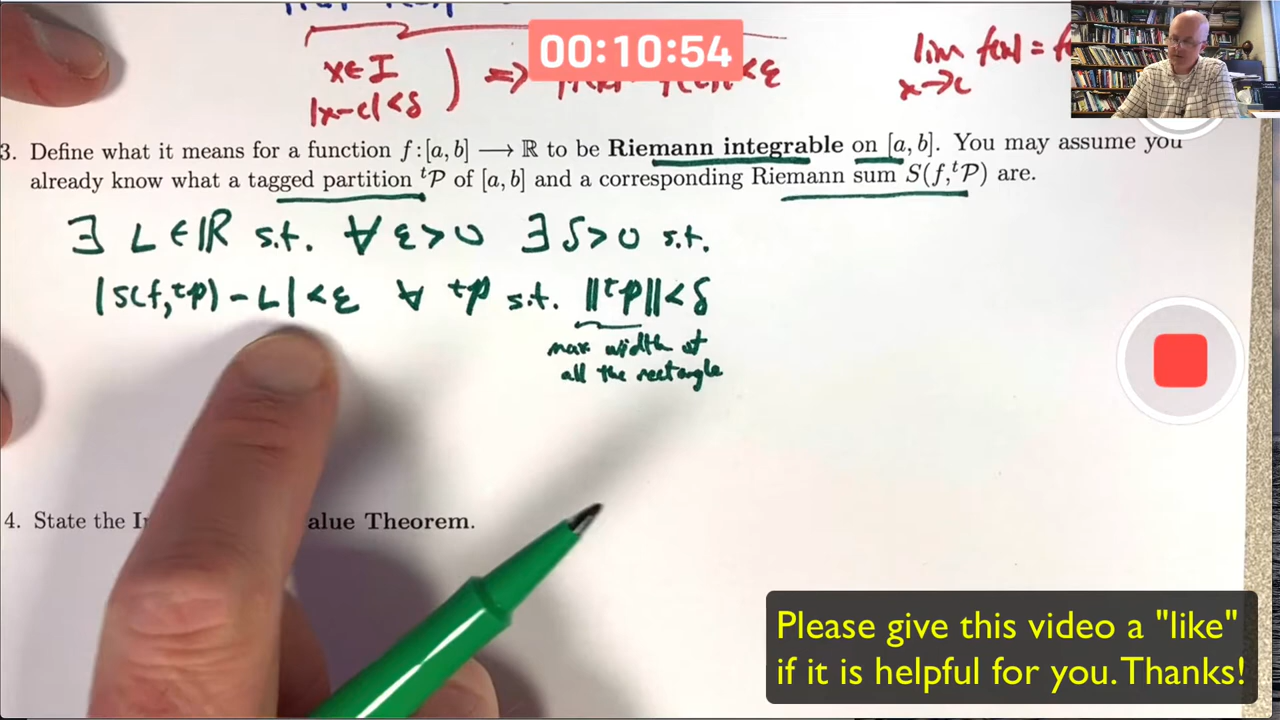 00:10:54
x∈I
|x-c|<δ ) ⇒ <ε
lim f(x) =
x→c
3. Define what it means for a function f:[a, b] ⟶ ℝ to be Riemann integrable on [a, b]. You may assume you
already know what a tagged partition ᵗP of [a, b] and a corresponding Riemann sum S(f,ᵗP) are.
∃ L∈ℝ s.t. ∀ε>0 ∃δ>0 s.t.
|S(f,ᵗP)-L|<ε ∀ ᵗP s.t. ||ᵗP||<δ
max width of
all the rectangle
4. State the alue Theorem.
Please give this video a "like"
if it is helpful for you. Thanks!